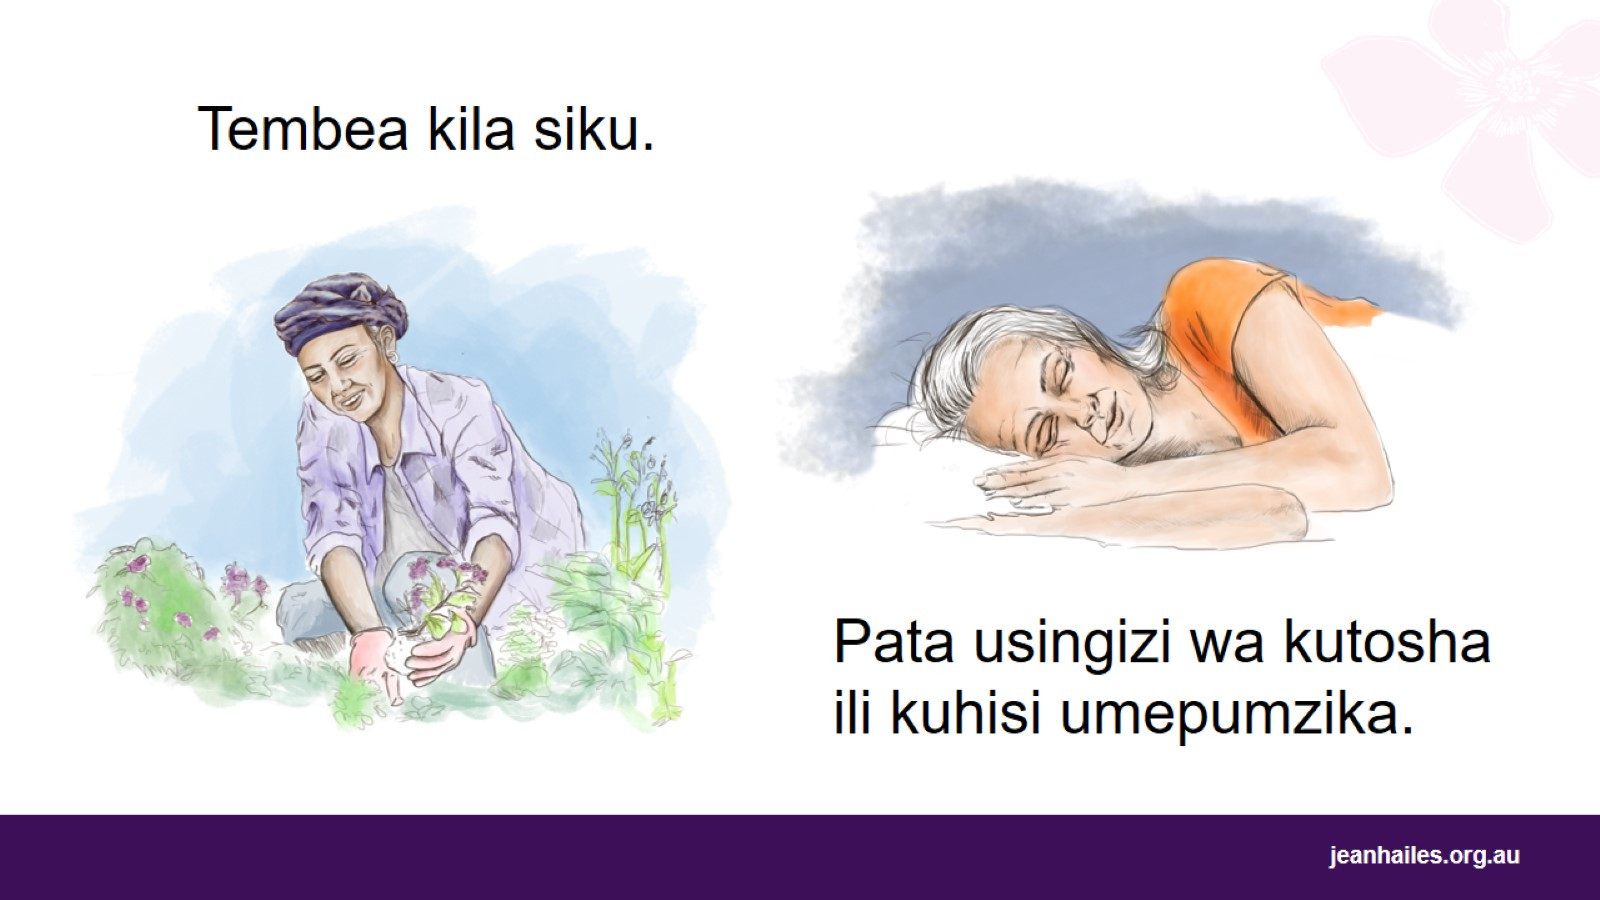 Tembea kila siku.
Pata usingizi wa kutosha
ili kuhisi umepumzika.
jeanhailes.org.au